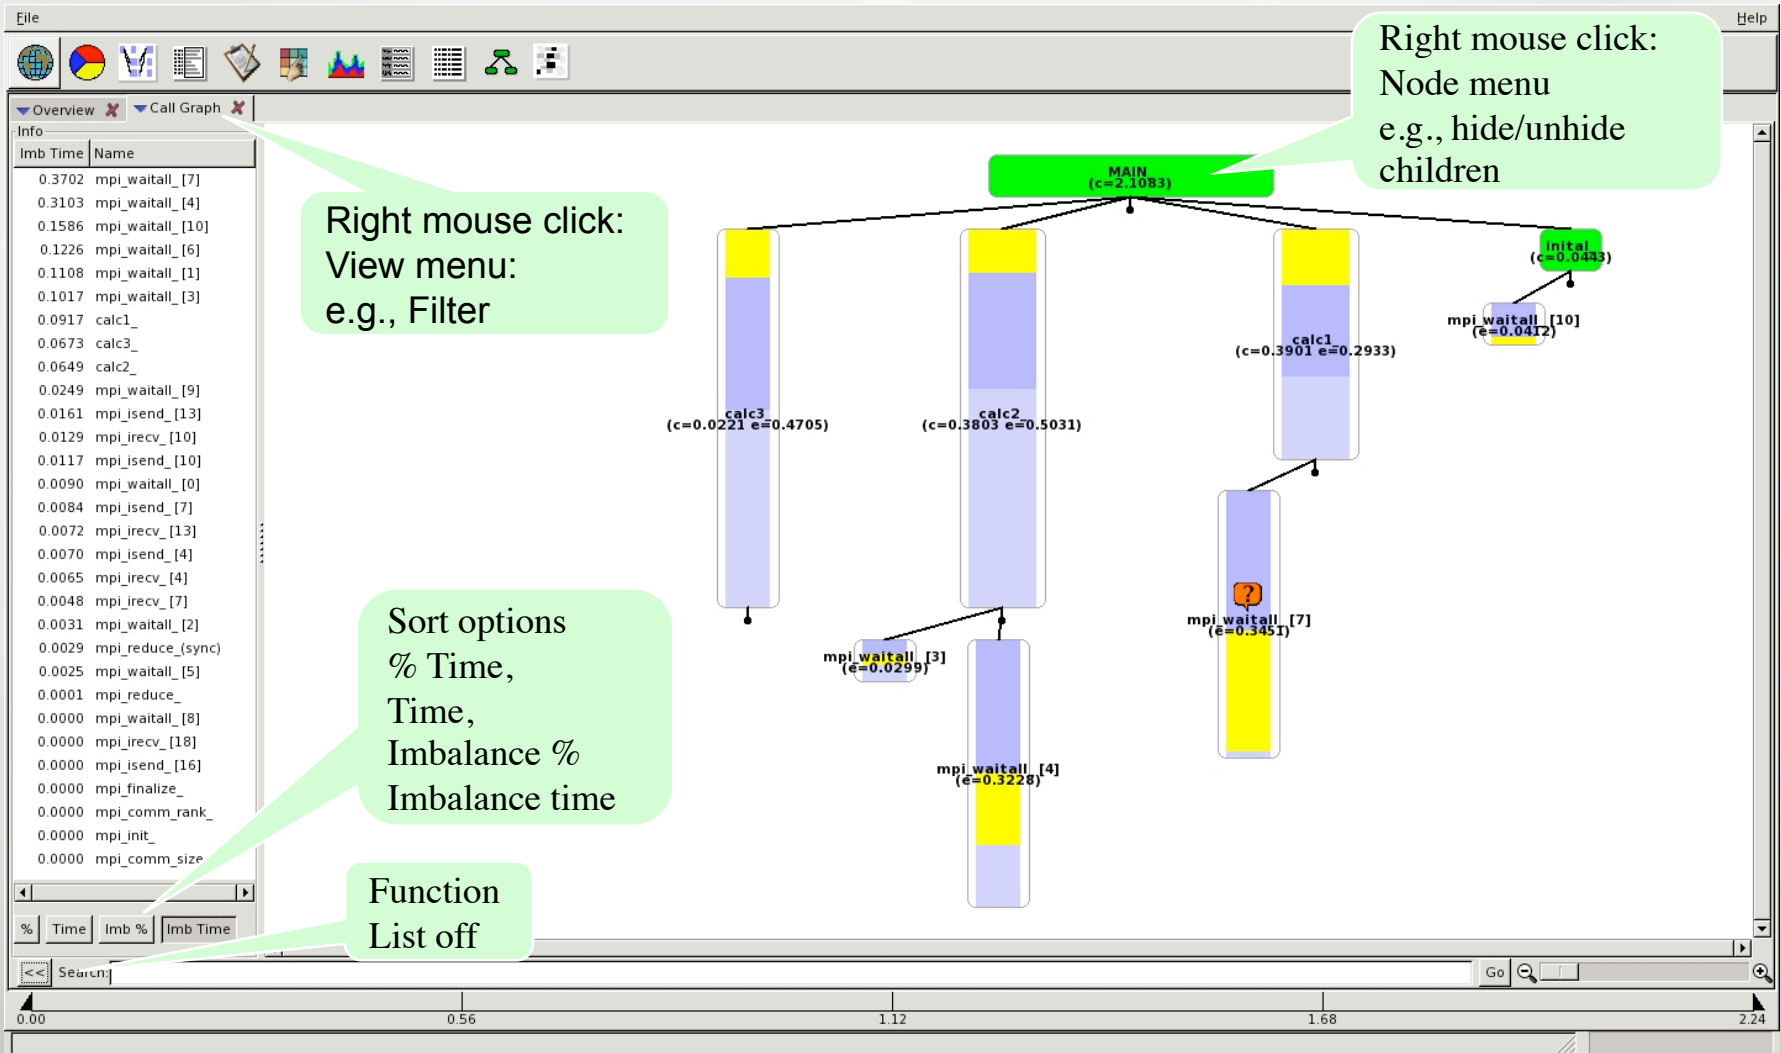 File
Help
Overview
Call Graph
Info
Imb Time Name
0.3702 mpi_waitall_ [7]
0.3103 mpi_waitall_ [4]
0.1586 mpi_waitall_ [10]
0.1226 mpi_waitall_ [6]
0.1108 mpi_waitall_ [1]
0.1017 mpi_waitall_ [3]
0.0917 calc1_
0.0673 calc3_
0.0649 calc2_
0.0249 mpi_waitall_ [9]
0.0161 mpi_isend_ [13]
0.0129 mpi_irecv_ [10]
0.0117 mpi_isend_ [10]
0.0090 mpi_waitall_ [0]
0.0084 mpi_isend_ [7]
0.0072 mpi_irecv_ [13]
0.0070 mpi_isend_ [4]
0.0065 mpi_irecv_ [4]
0.0048 mpi_irecv_ [7]
0.0031 mpi_waitall_ [2]
0.0029 mpi_reduce_(sync)
0.0025 mpi_waitall_ [5]
0.0001 mpi_reduce_
0.0000 mpi_waitall_ [8]
0.0000 mpi_irecv_ [18]
0.0000 mpi_isend_ [16]
0.0000 mpi_finalize_
0.0000 mpi_comm_rank_
0.0000 mpi_init_
0.0000 mpi_comm_size
% Time Imb % Imb Time
<< Search:
Go
Right mouse click:
View menu:
e.g., Filter
Right mouse click:
Node menu
e.g., hide/unhide
children
Sort options
% Time,
Time,
Imbalance %
Imbalance time
Function
List off
MAIN_
(c=2.1083)
calc3_
(c=0.0221 e=0.4705)
calc2_
(c=0.3803 e=0.5031)
calc1_
(c=0.3901 e=0.2933)
inital_
(c=0.0443)
mpi_waitall_ [10]
(e=0.0412)
?
mpi_waitall_ [7]
(e=0.3451)
mpi_waitall_ [3]
(e=0.0299)
mpi_waitall_ [4]
(e=0.3228)
0.00 0.56 1.12 1.68 2.24